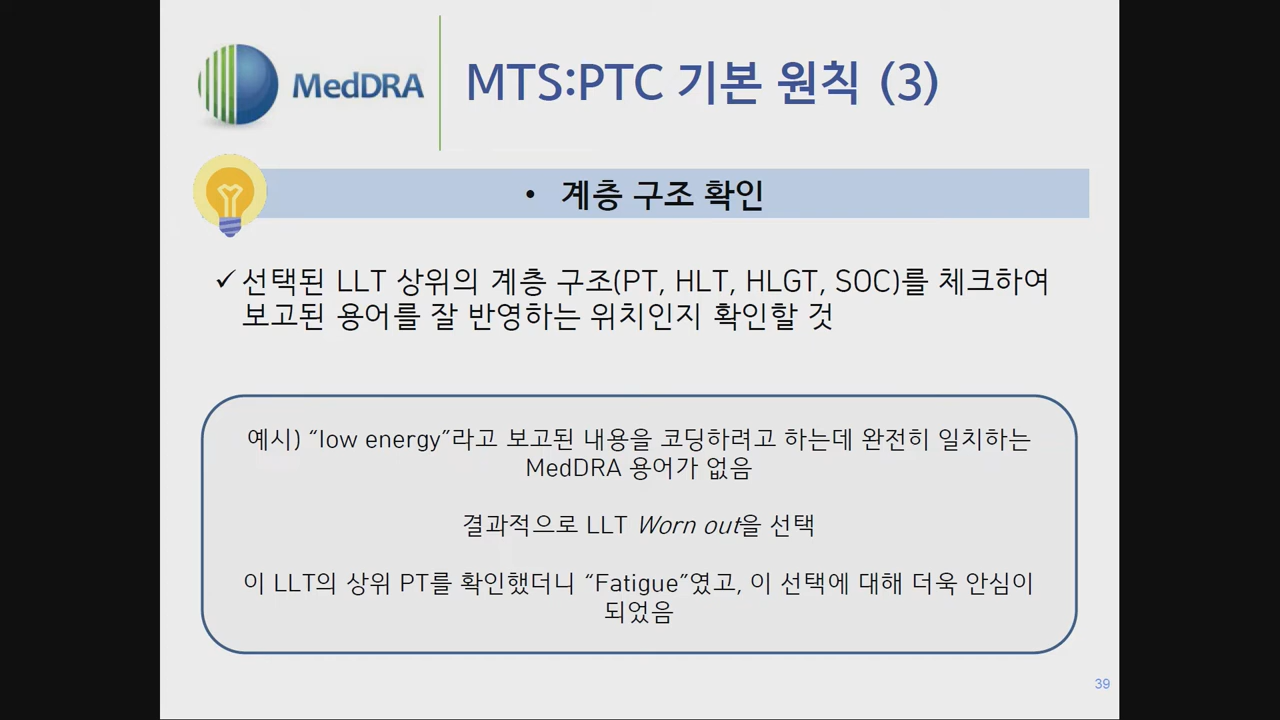 MedDRA
MTS:PTC 기본 원칙 (3)
• 계층 구조 확인
✓ 선택된 LLT 상위의 계층 구조(PT, HLT, HLGT, SOC)를 체크하여
보고된 용어를 잘 반영하는 위치인지 확인할 것
예시) “low energy”라고 보고된 내용을 코딩하려고 하는데 완전히 일치하는
MedDRA 용어가 없음
결과적으로 LLT Worn out을 선택
이 LLT의 상위 PT를 확인했더니 “Fatigue”였고, 이 선택에 대해 더욱 안심이
되었음
39